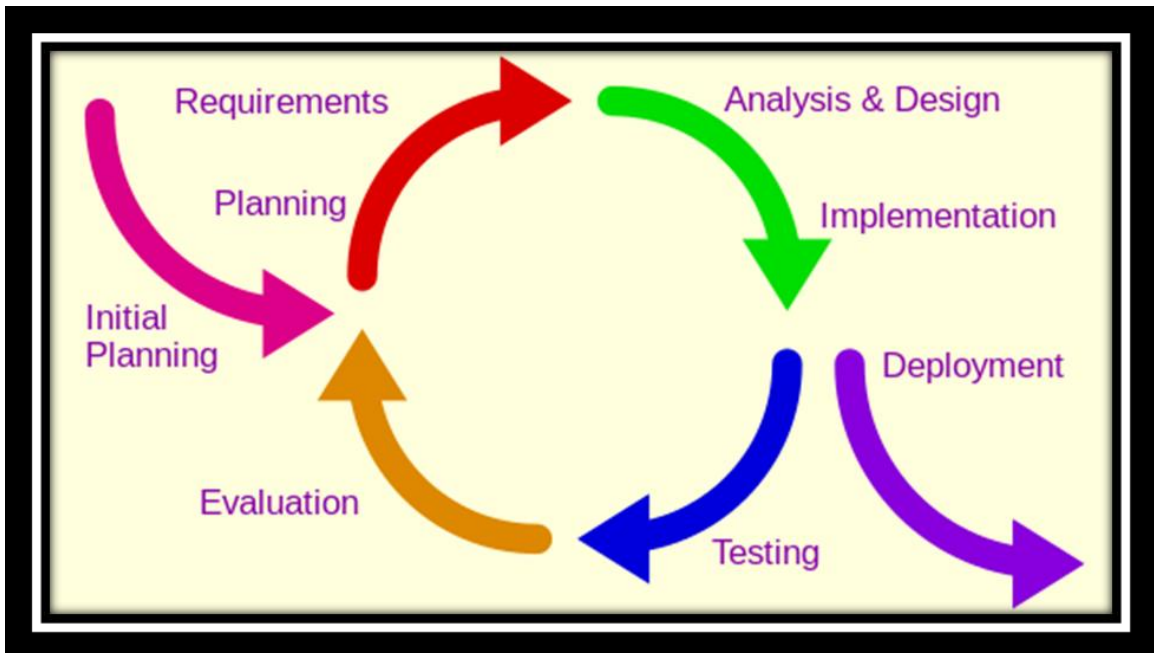 Requirements
Analysis & Design
Planning
Implementation
Initial
Planning
Deployment
Evaluation
Testing